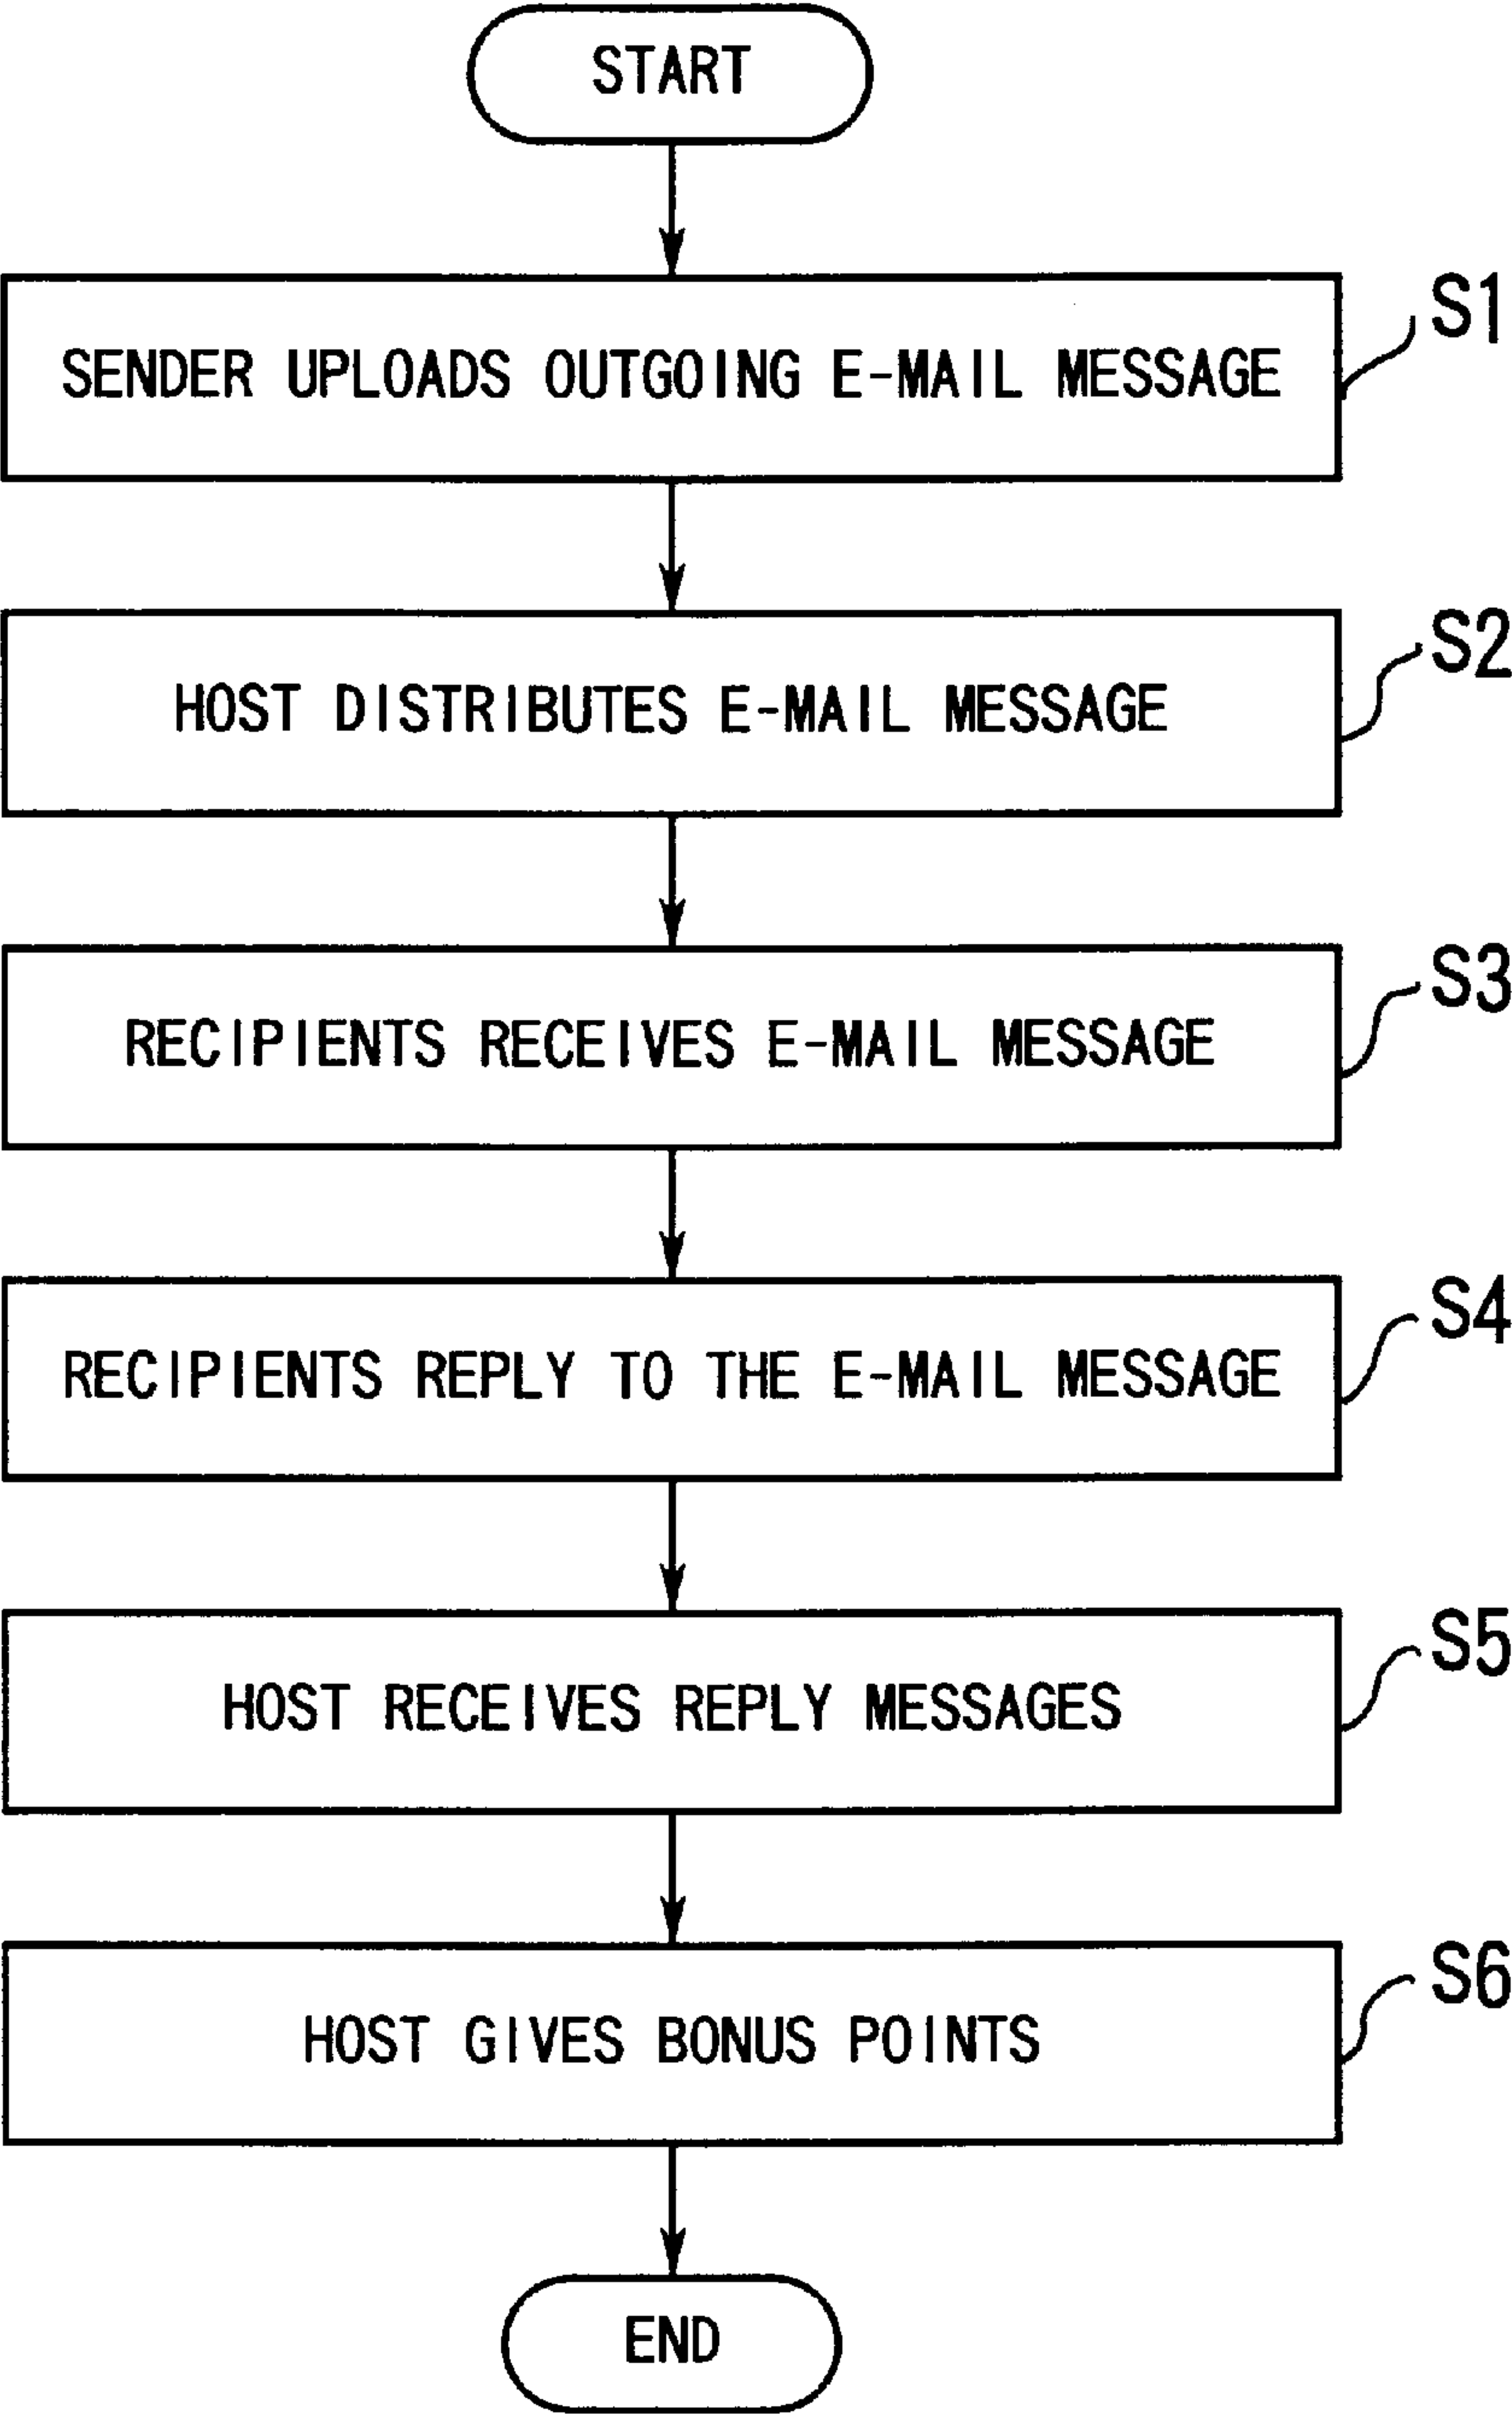 START
SENDER UPLOADS OUTGOING E-MAIL MESSAGE
S1
HOST DISTRIBUTES E-MAIL MESSAGE
S2
RECIPIENTS RECEIVES E-MAIL MESSAGE
S3
RECIPIENTS REPLY TO THE E-MAIL MESSAGE
S4
HOST RECEIVES REPLY MESSAGES
S5
HOST GIVES BONUS POINTS
S6
END